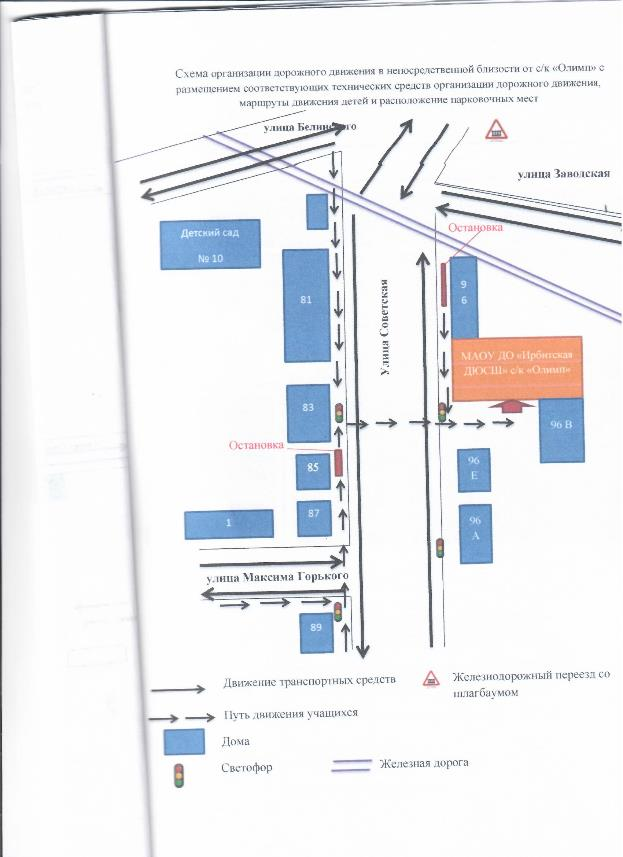 Схема организации дорожного движения в непосредственной близости от с/к «Олимп» с
размещением соответствующих технических средств организации дорожного движения,
маршруты движения детей и расположение парковочных мест
улица Белинского
улица Заводская
Остановка
Детский сад
№ 10
81
9
6
Улица Советская
МАОУ ДО «Ирбитская
ДЮСШ» с/к «Олимп»
83
96 В
Остановка
85
96
Е
87
1
96
А
улица Максима Горького
89
Движение транспортных средств
Железнодорожный переезд со
шлагбаумом
Путь движения учащихся
Дома
Светофор
Железная дорога